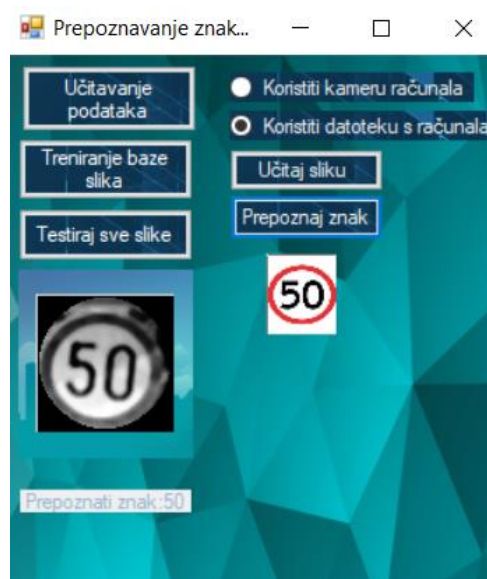 Prepoznavanje znak...
Učitavanje
podataka
Treniranje baze
slika
Testiraj sve slike
Koristiti kameru računala
Koristiti datoteku s računala
Učitaj sliku
Prepoznaj znak
50
50
Prepoznati znak:50